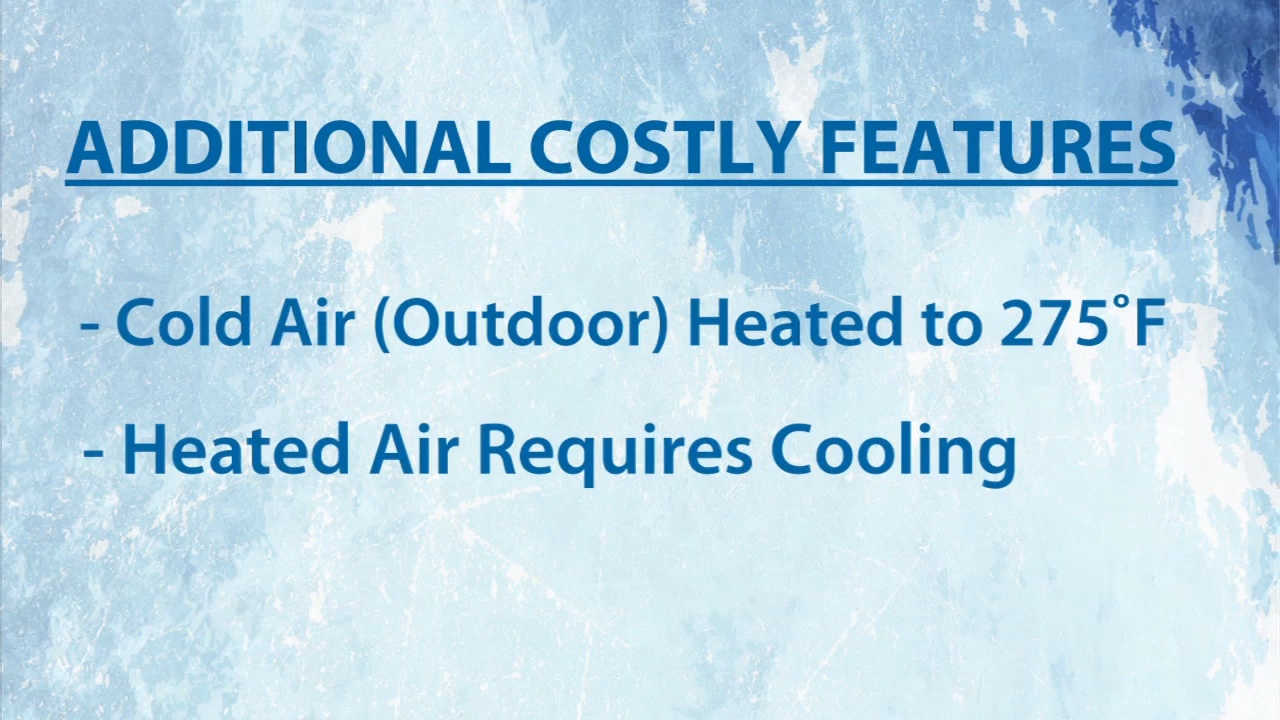 ADDITIONAL COSTLY FEATURES
- Cold Air (Outdoor) Heated to 275˚F
- Heated Air Requires Cooling